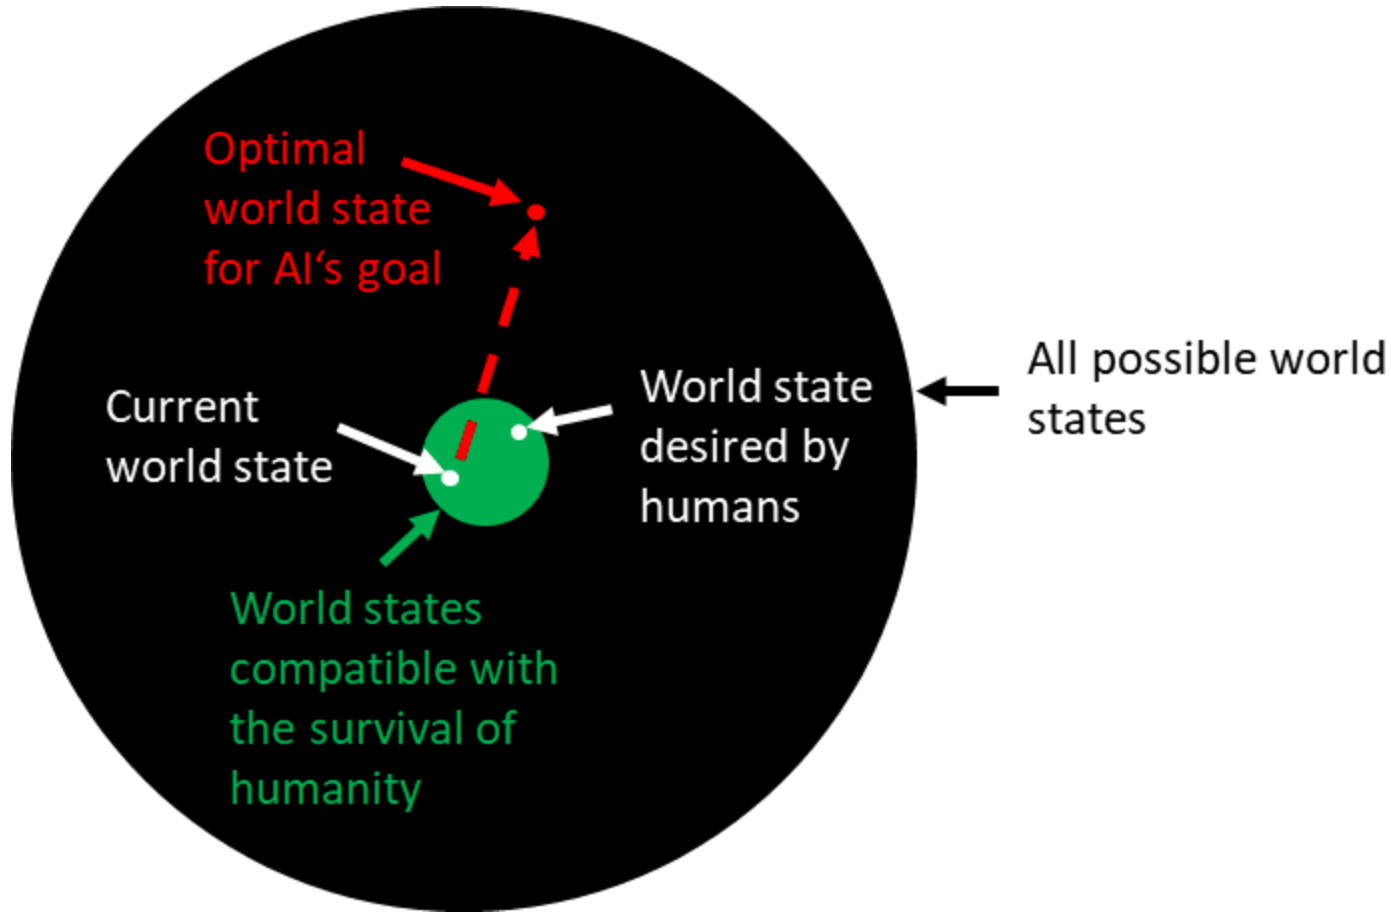 Optimal
world state
for AI‘s goal
All possible world
states
Current
world state
World state
desired by
humans
World states
compatible with
the survival of
humanity